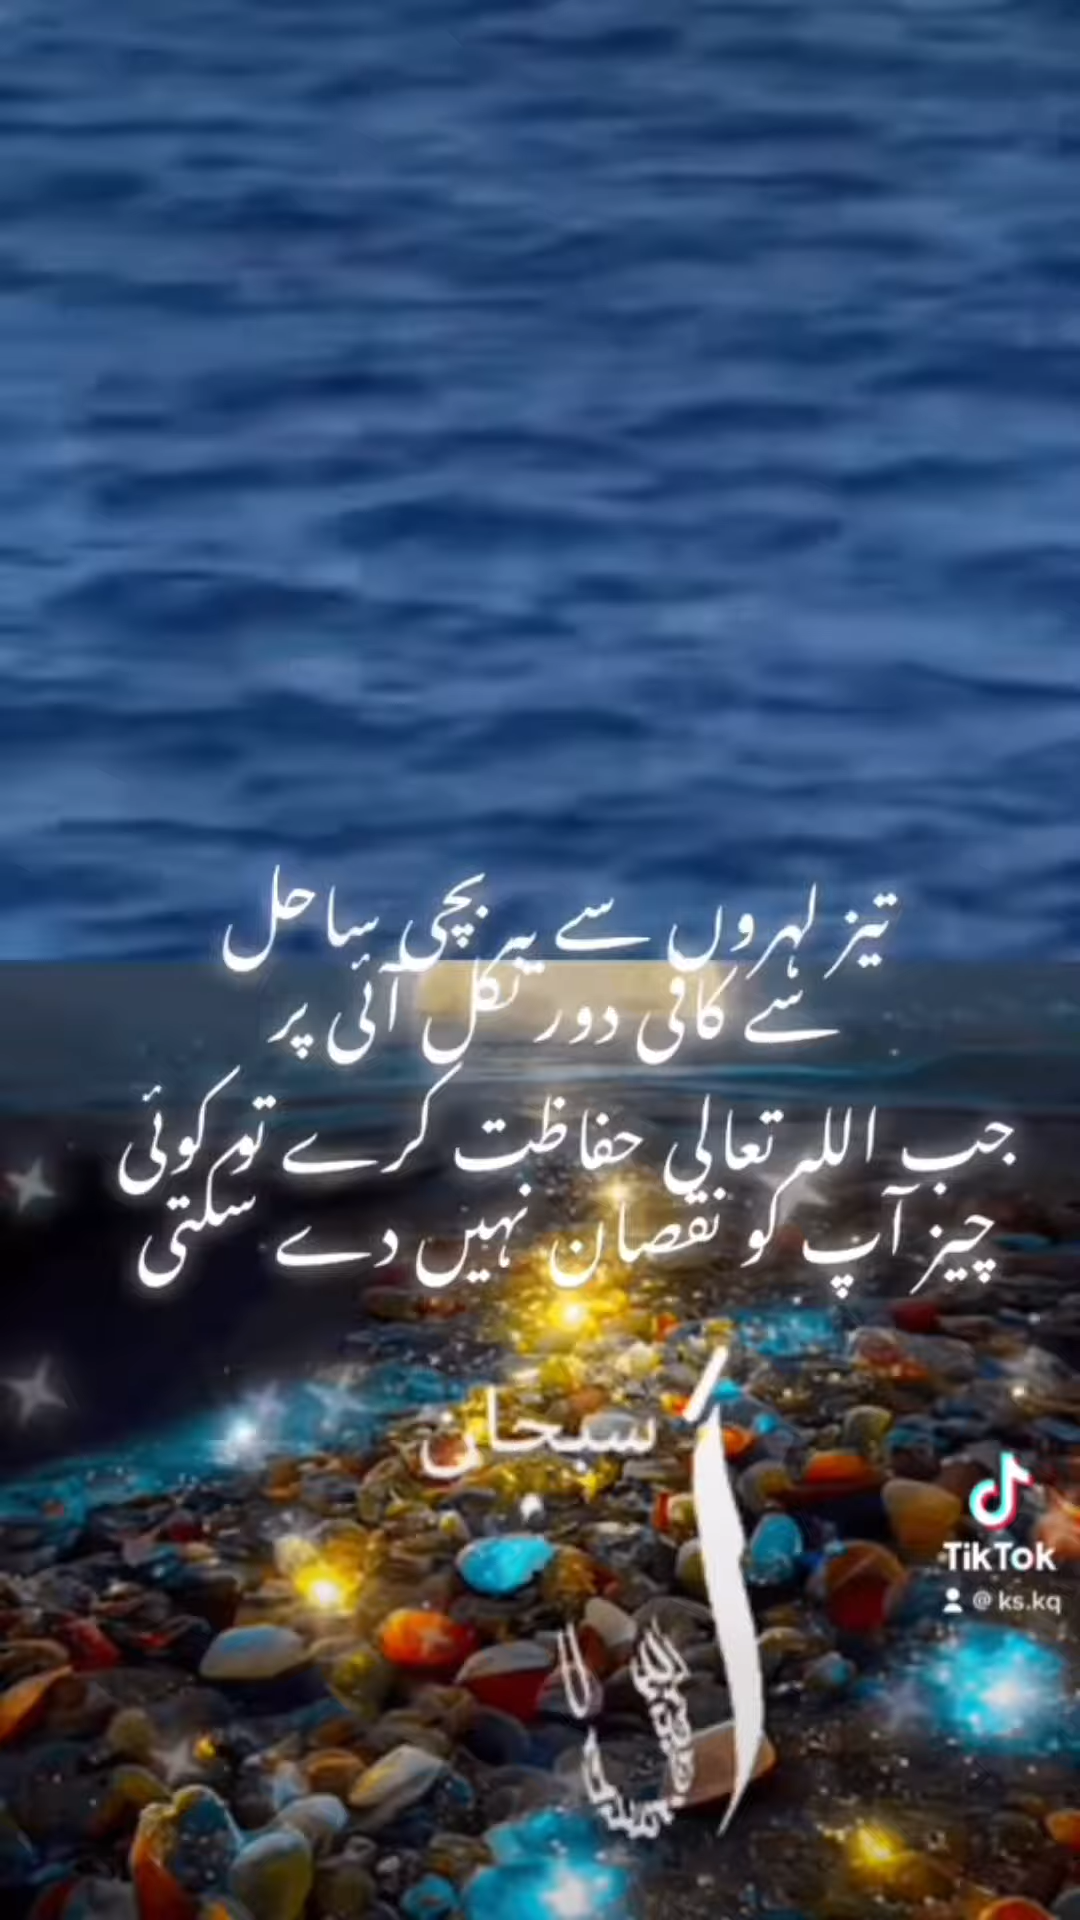 تیز لہروں سے یہ بچی ساحل
سے کافی دور نکل آئی پر
جب اللہ تعالی حفاظت کرے تو کوئی
چیز آپ کو نقصان نہیں دے سکتی
سبحان
TikTok
@ ks.kq